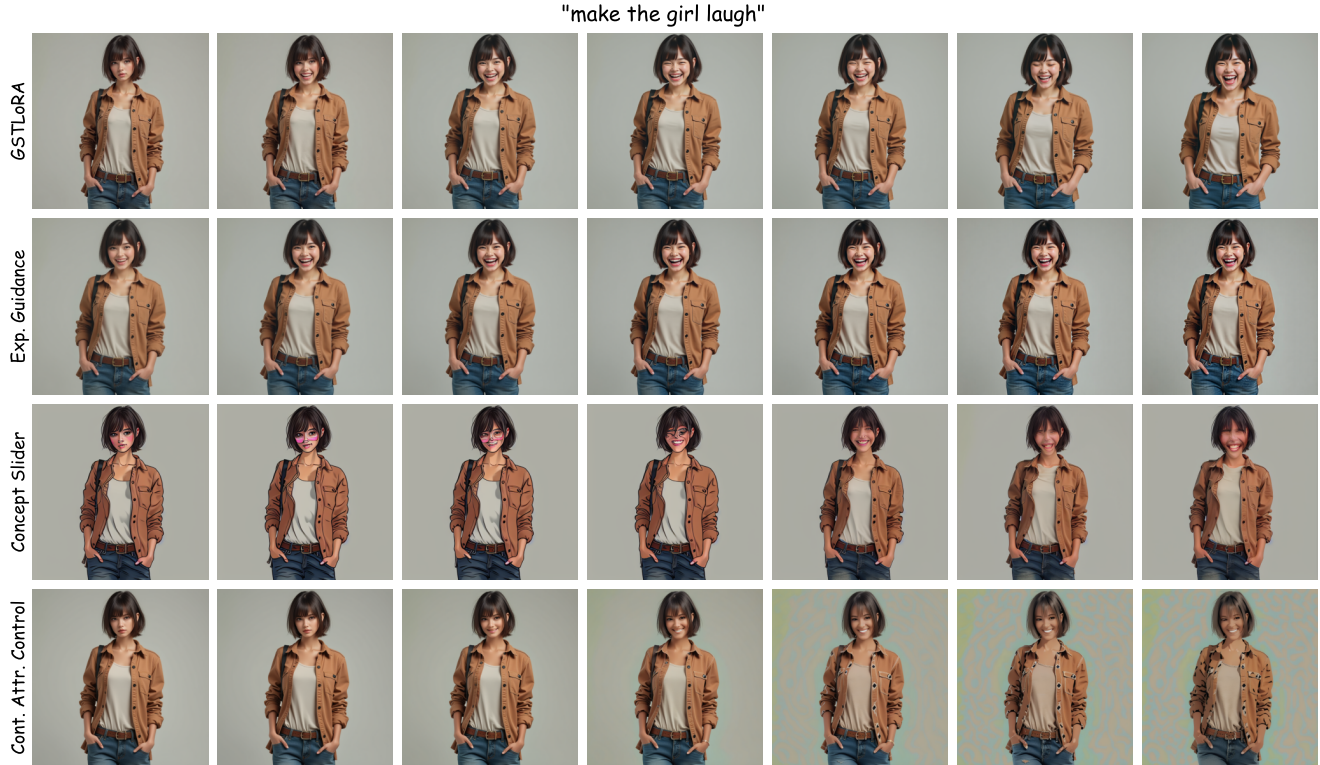 "make the girl laugh"
GSTLoRA
Exp. Guidance
Concept Slider
Cont. Attr. Control